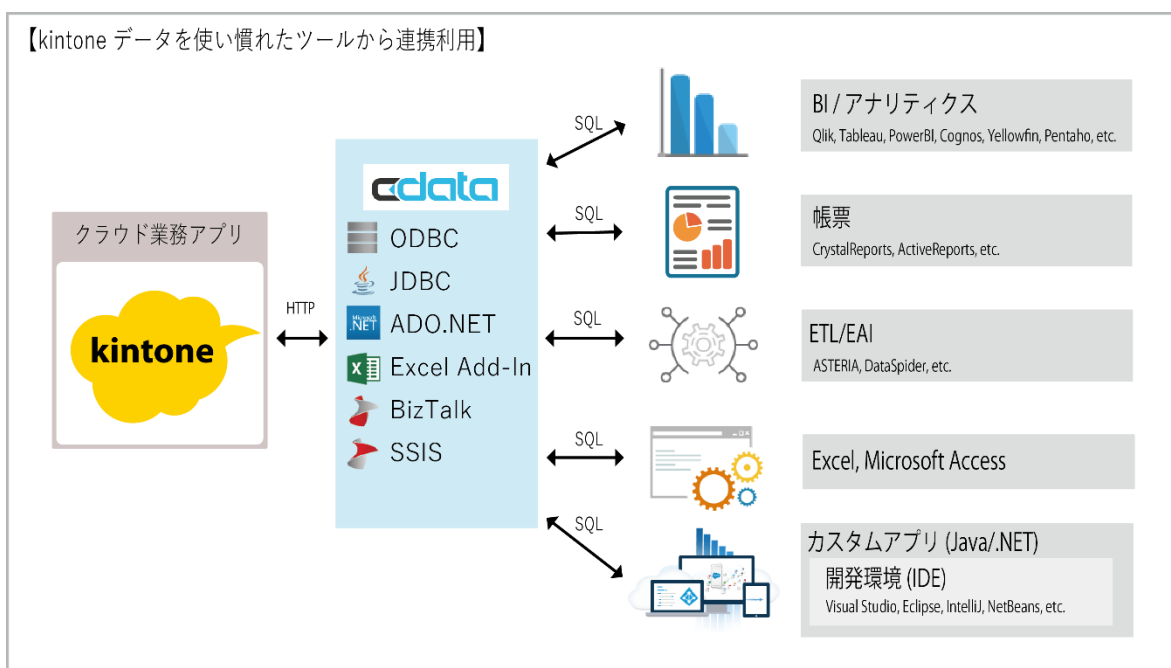 【kintone データを使い慣れたツールから連携利用】
クラウド業務アプリ
kintone
HTTP
cdata
ODBC
JDBC
Microsoft
.NET
ADO.NET
Excel Add-In
BizTalk
SSIS
SQL
BI / アナリティクス
Qlik, Tableau, PowerBI, Cognos, Yellowfin, Pentaho, etc.
SQL
帳票
CrystalReports, ActiveReports, etc.
SQL
ETL/EAI
ASTERIA, DataSpider, etc.
SQL
Excel, Microsoft Access
SQL
カスタムアプリ (Java/.NET)
開発環境 (IDE)
Visual Studio, Eclipse, IntelliJ, NetBeans, etc.